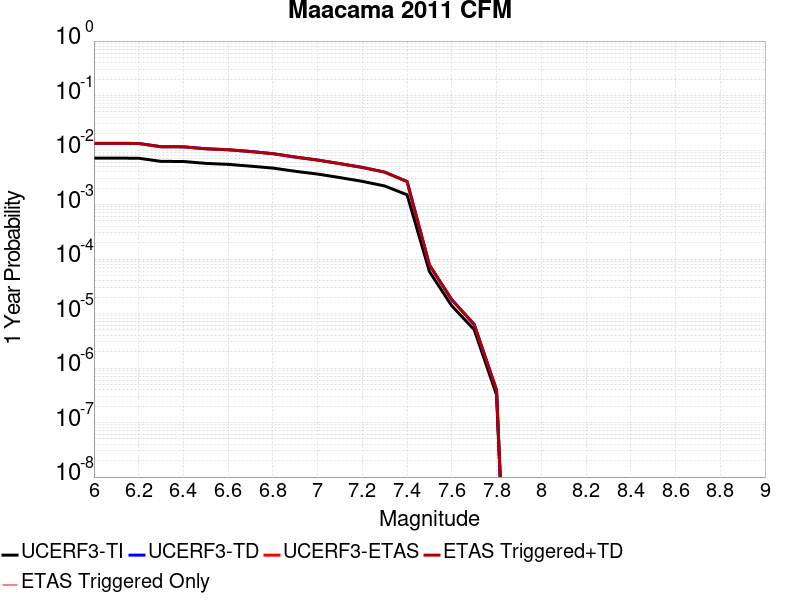 Maacama 2011 CFM
1 Year Probability
10^0
10^-1
10^-2
10^-3
10^-4
10^-5
10^-6
10^-7
10^-8
6 6.2 6.4 6.6 6.8 7 7.2 7.4 7.6 7.8 8 8.2 8.4 8.6 8.8 9
Magnitude
UCERF3-TI UCERF3-TD UCERF3-ETAS ETAS Triggered+TD
ETAS Triggered Only